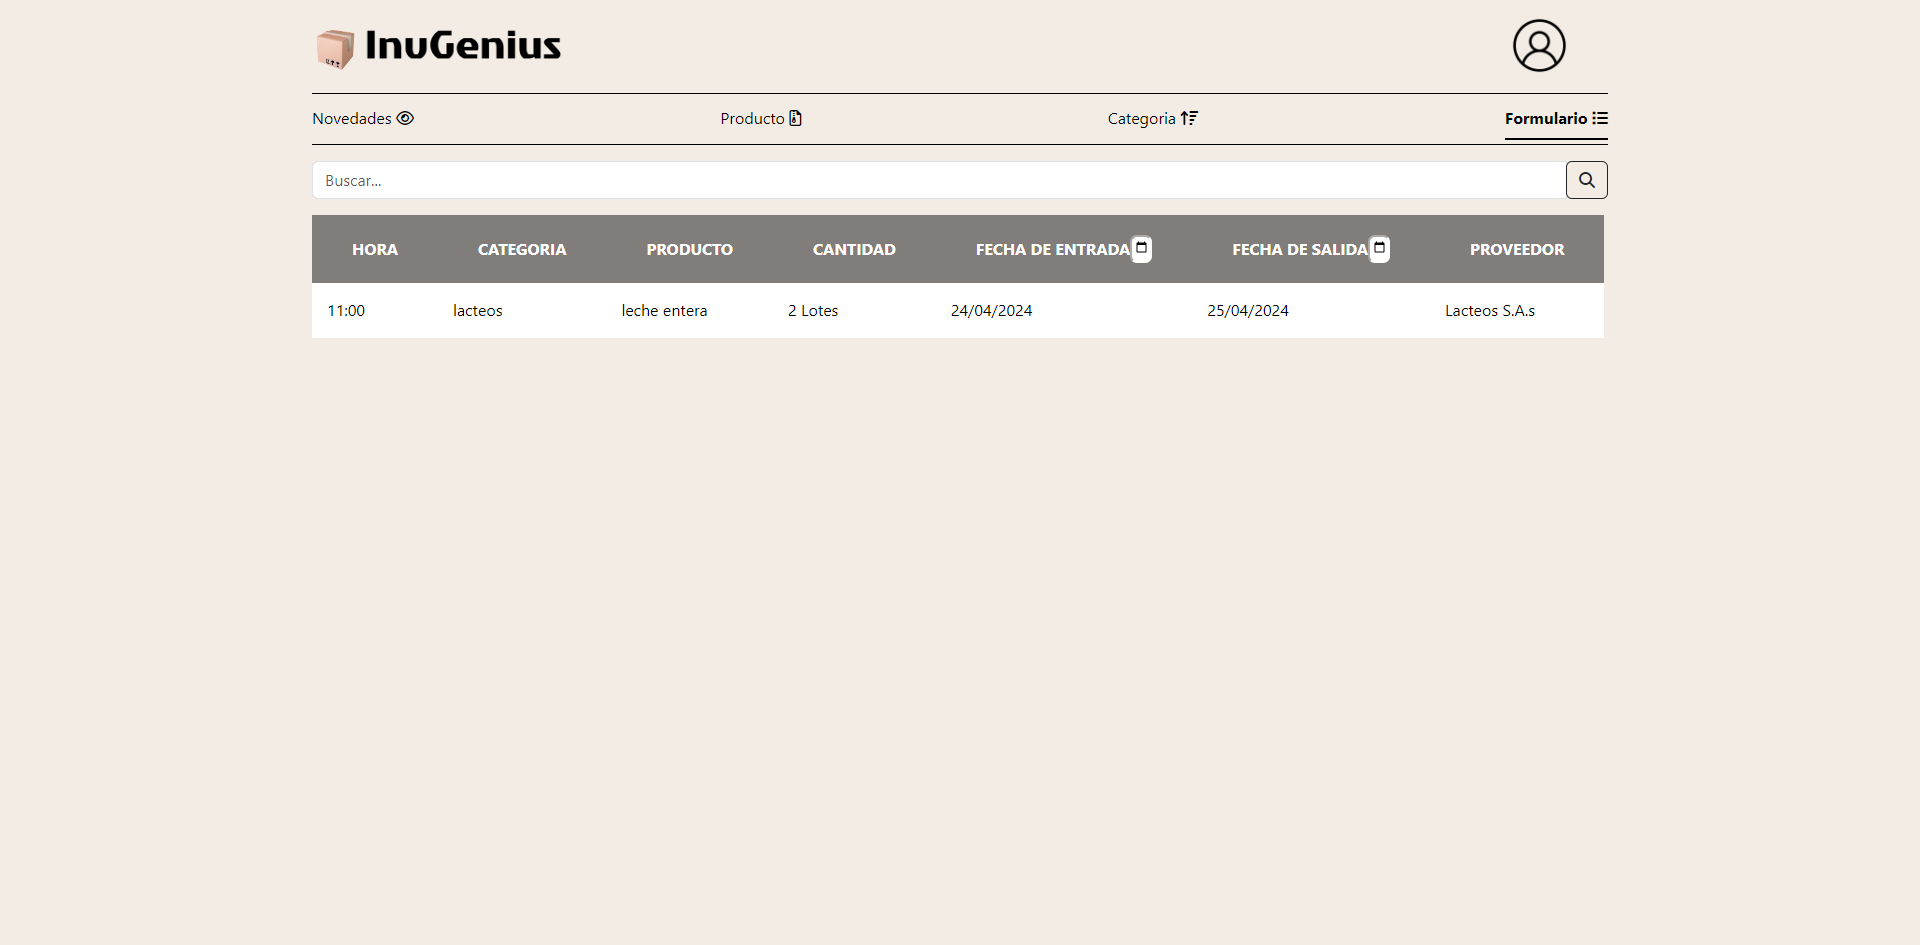 InvGenius
Novedades
Producto
Categoria
Formulario
Buscar...
HORA CATEGORIA PRODUCTO CANTIDAD FECHA DE ENTRADA FECHA DE SALIDA PROVEEDOR
11:00 lacteos leche entera 2 Lotes 24/04/2024 25/04/2024 Lacteos S.A.s